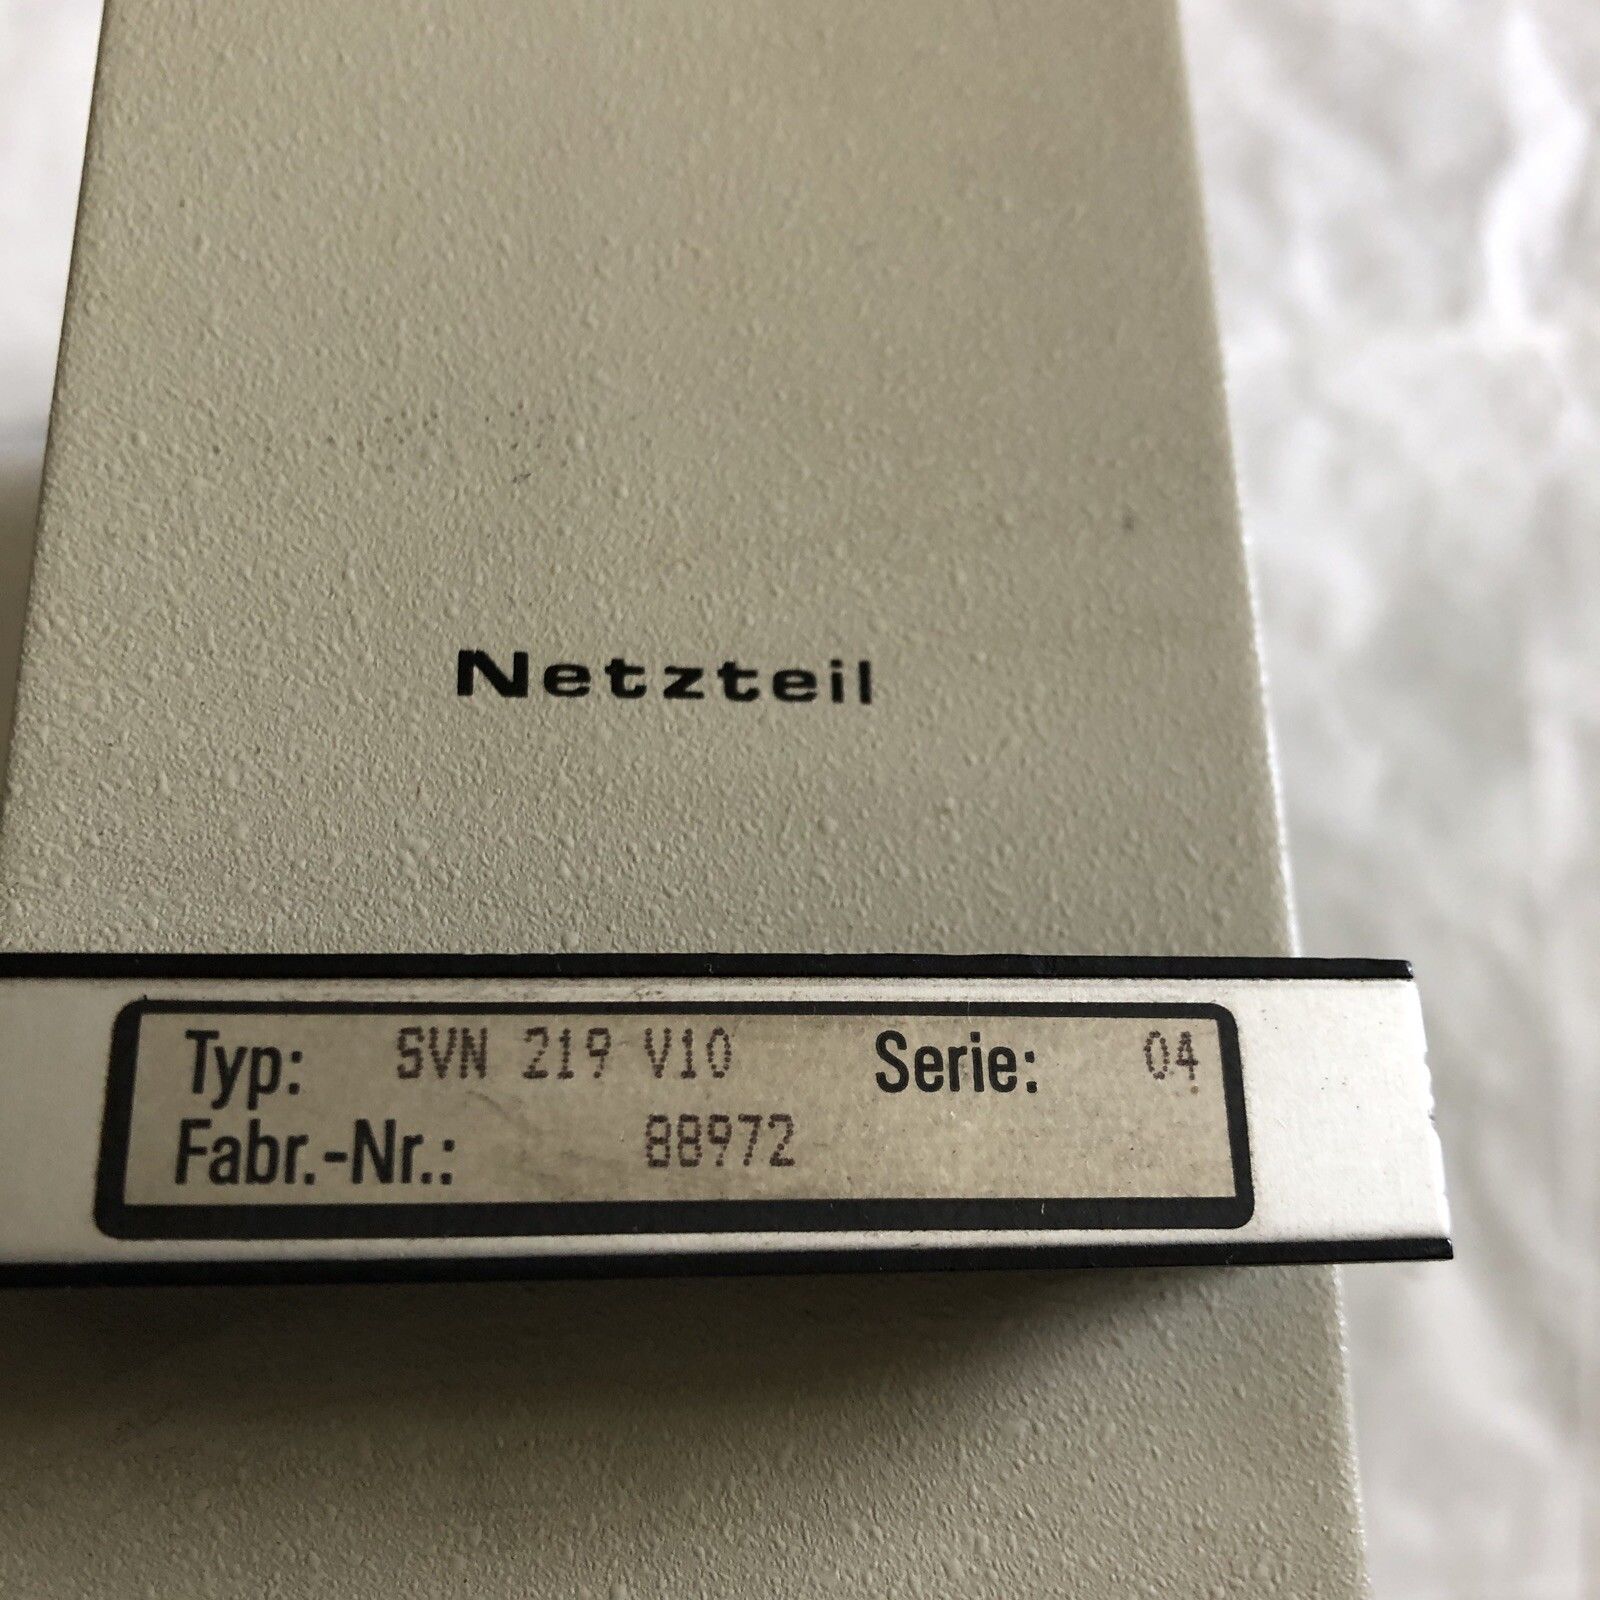 Netzteil
Typ: SVN 219 V10 Serie: 04
Fabr.-Nr.: 88972